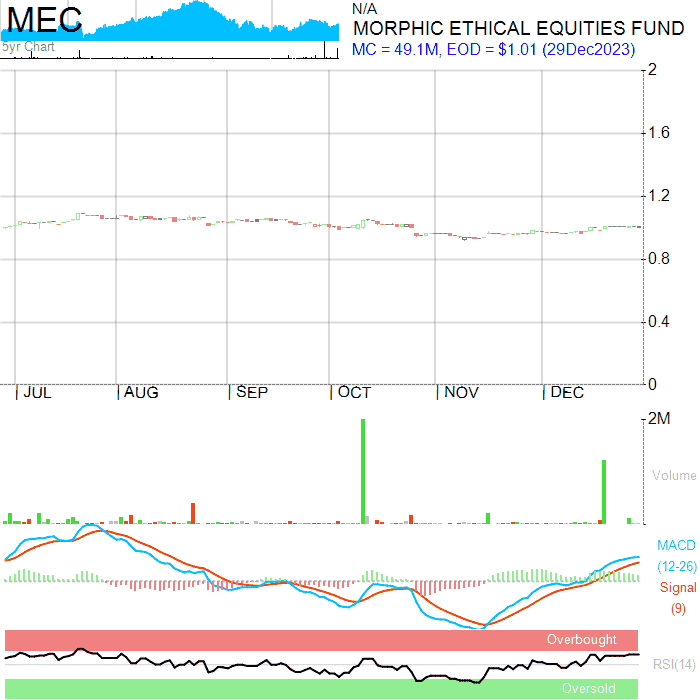 MEC
5yr Chart
N/A
MORPHIC ETHICAL EQUITIES FUND
MC = 49.1M, EOD = $1.01 (29Dec2023)
2
1.6
1.2
0.8
0.4
0
JUL
AUG
SEP
OCT
NOV
DEC
2M
Volume
MACD
(12-26)
Signal
(9)
Overbought
RSI(14)
Oversold